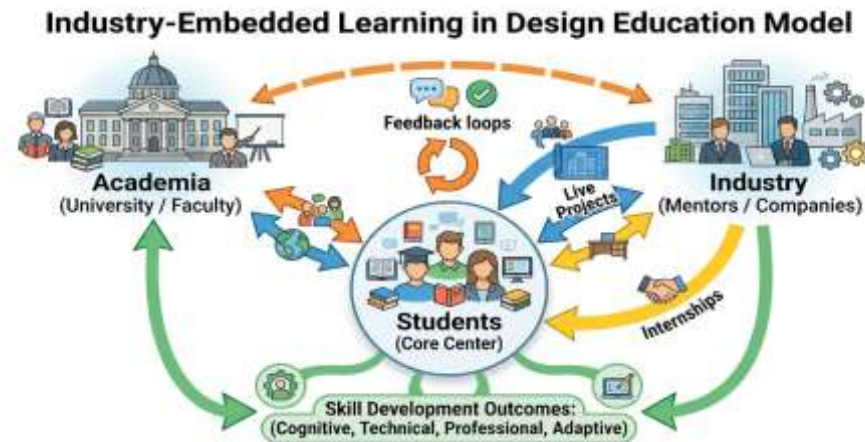 Industry-Embedded Learning in Design Education Model
Feedback loops
Academia
(University / Faculty)
Live
Projects
Industry
(Mentors / Companies)
Students
(Core Center)
Internships
Skill Development Outcomes:
(Cognitive, Technical, Professional, Adaptive)